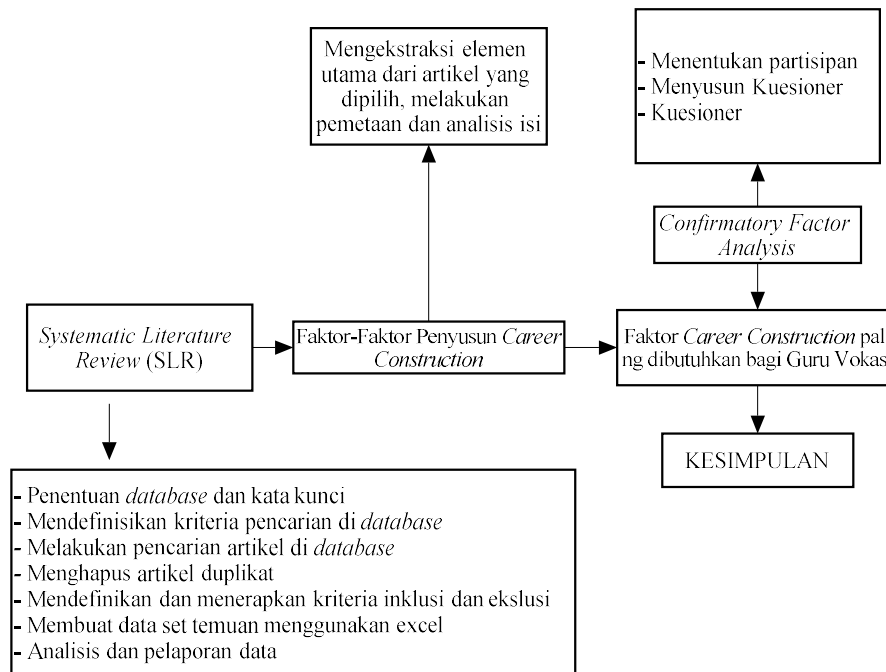 Mengekstraksi elemen
utama dari artikel yang
dipilih, melakukan
pemetaan dan analisis isi
- Menentukan partisipan
- Menyusun Kuesioner
- Kuesioner
Confirmatory Factor
Analysis
Systematic Literature
Review (SLR)
Faktor-Faktor Penyusun Career
Construction
Faktor Career Construction pal
ng dibutuhkan bagi Guru Vokas
KESIMPULAN
- Penentuan database dan kata kunci
- Mendefinisikan kriteria pencarian di database
- Melakukan pencarian artikel di database
- Menghapus artikel duplikat
- Mendefinikan dan menerapkan kriteria inklusi dan ekslusi
- Membuat data set temuan menggunakan excel
- Analisis dan pelaporan data